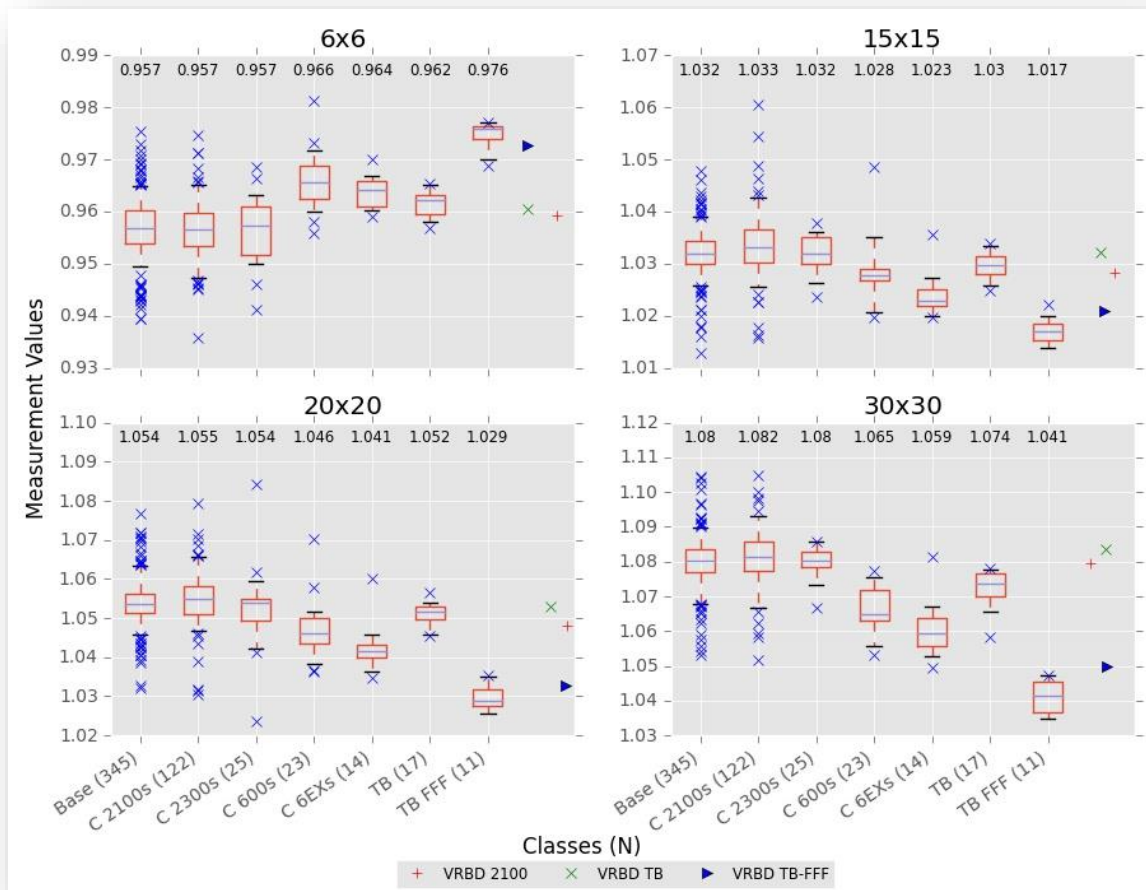 6x6
0.99
0.98
0.97
0.96
0.95
0.94
0.93
0.957 0.957 0.957 0.966 0.964 0.962 0.976
15x15
1.07
1.06
1.05
1.04
1.03
1.02
1.01
1.032 1.033 1.032 1.028 1.023 1.03 1.017
Measurement Values
20x20
1.10
1.09
1.08
1.07
1.06
1.05
1.04
1.03
1.02
1.054 1.055 1.054 1.046 1.041 1.052 1.029
30x30
1.12
1.11
1.10
1.09
1.08
1.07
1.06
1.05
1.04
1.03
1.08 1.082 1.08 1.065 1.059 1.074 1.041
Base (345)
C 2100s (122)
C 2300s (25)
C 600s (23)
C 6EXs (14)
TB (17)
TB FFF (11)
Base (345)
C 2100s (122)
C 2300s (25)
C 600s (23)
C 6EXs (14)
TB (17)
TB FFF (11)
Classes (N)
VRBD 2100 VRBD TB VRBD TB-FFF